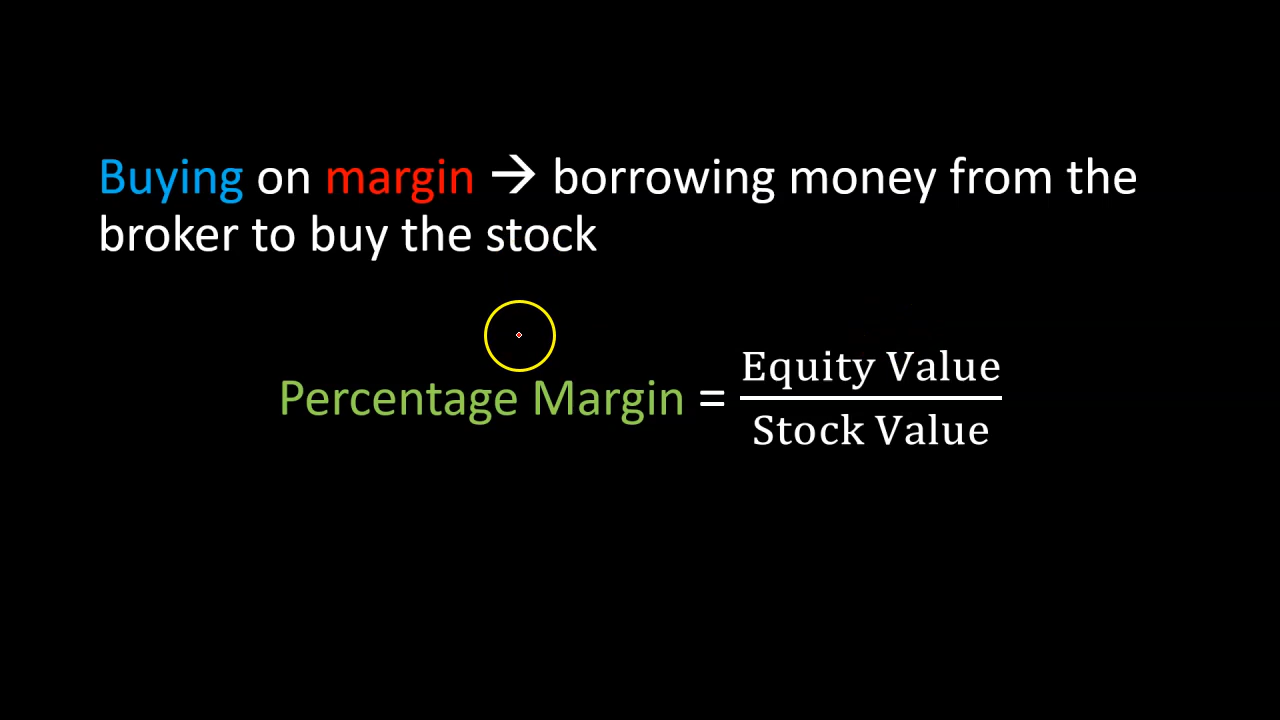 Buying on margin → borrowing money from the
broker to buy the stock
Percentage Margin = Equity Value
Stock Value